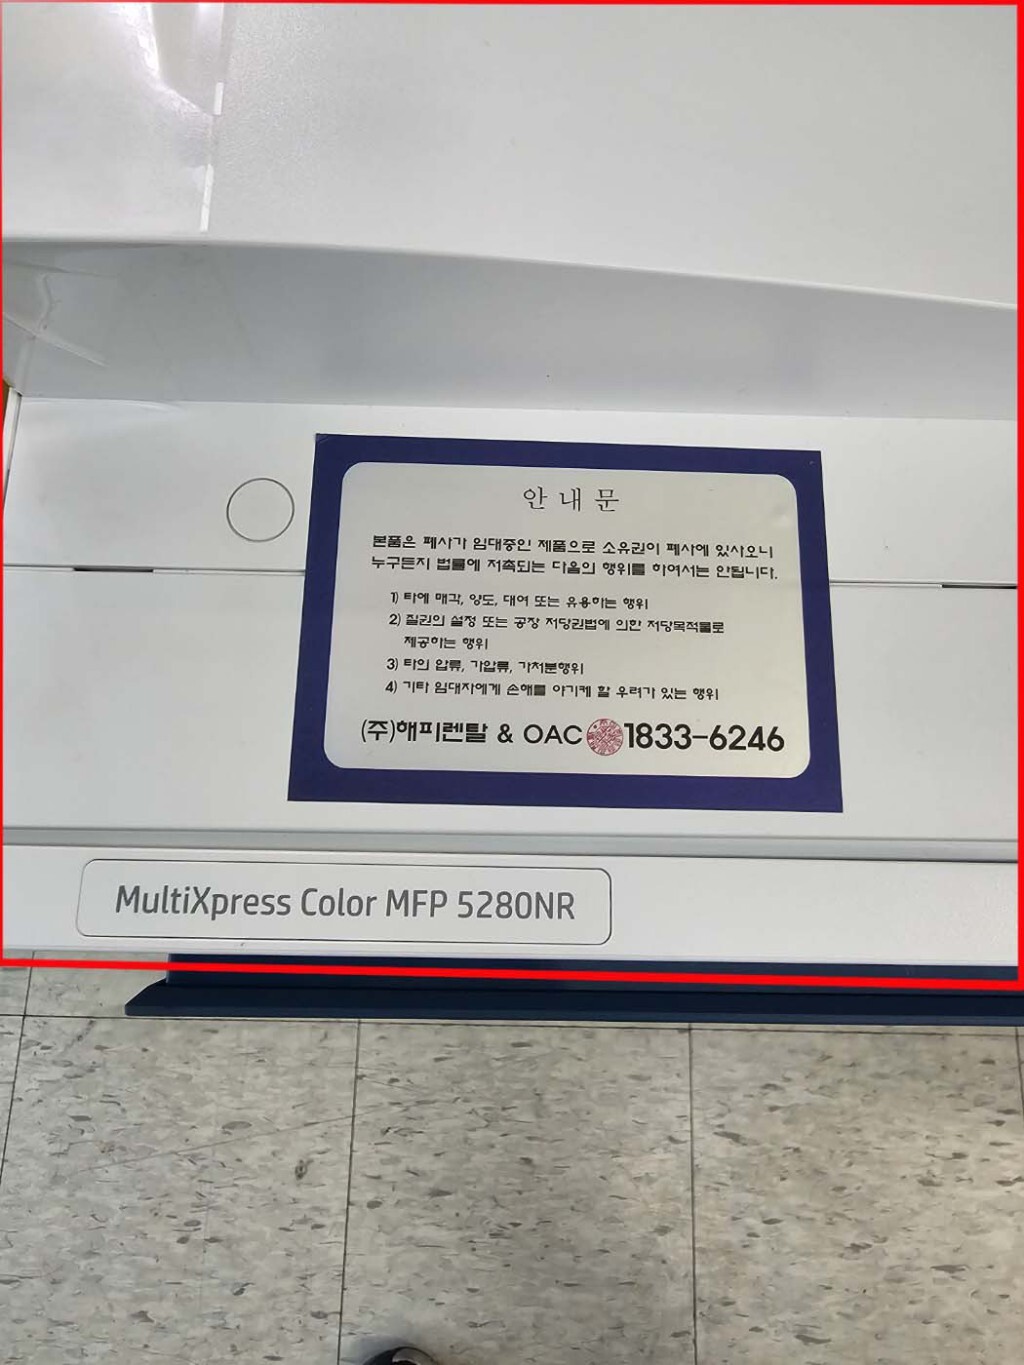 안내문
본품은 폐사가 임대중인 제품으로 소유권이 폐사에 있사오니
누구든지 법률에 저촉되는 다음의 행위를 하여서는 안됩니다.
1) 타에 매각, 양도, 대여 또는 유용하는 행위
2) 질권의 설정 또는 공장 저당권법에 의한 저당목적물로
제공하는 행위
3) 타의 압류, 가압류, 가처분행위
4) 기타 임대자에게 손해를 야기케 할 우려가 있는 행위
(주)해피렌탈 & OAC 1833-6246
MultiXpress Color MFP 5280NR